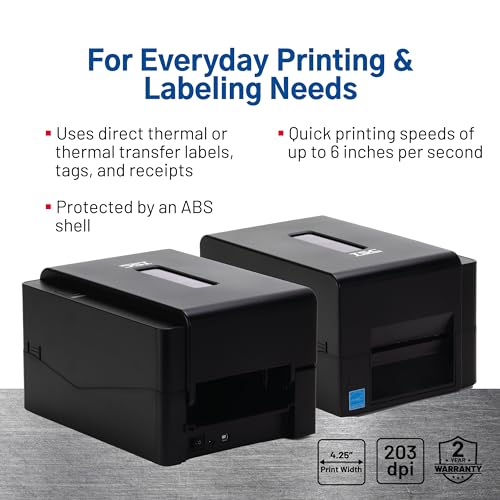 For Everyday Printing &
Labeling Needs
Uses direct thermal or
thermal transfer labels,
tags, and receipts
Protected by an ABS
shell
Quick printing speeds of
up to 6 inches per second
TSC
TSC
4.25"
Print Width
203
dpi
2
YEAR
WARRANTY